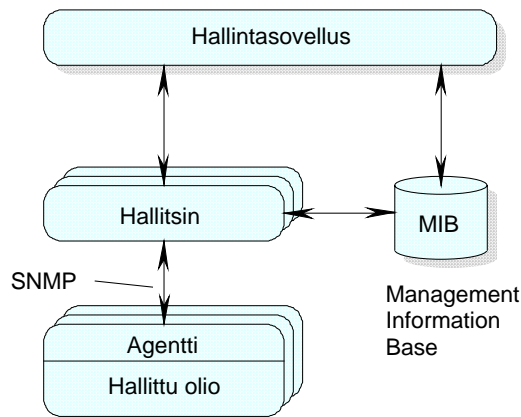 Hallintasovellus
Hallitsin
MIB
SNMP
Management
Information
Base
Agentti
Hallittu olio